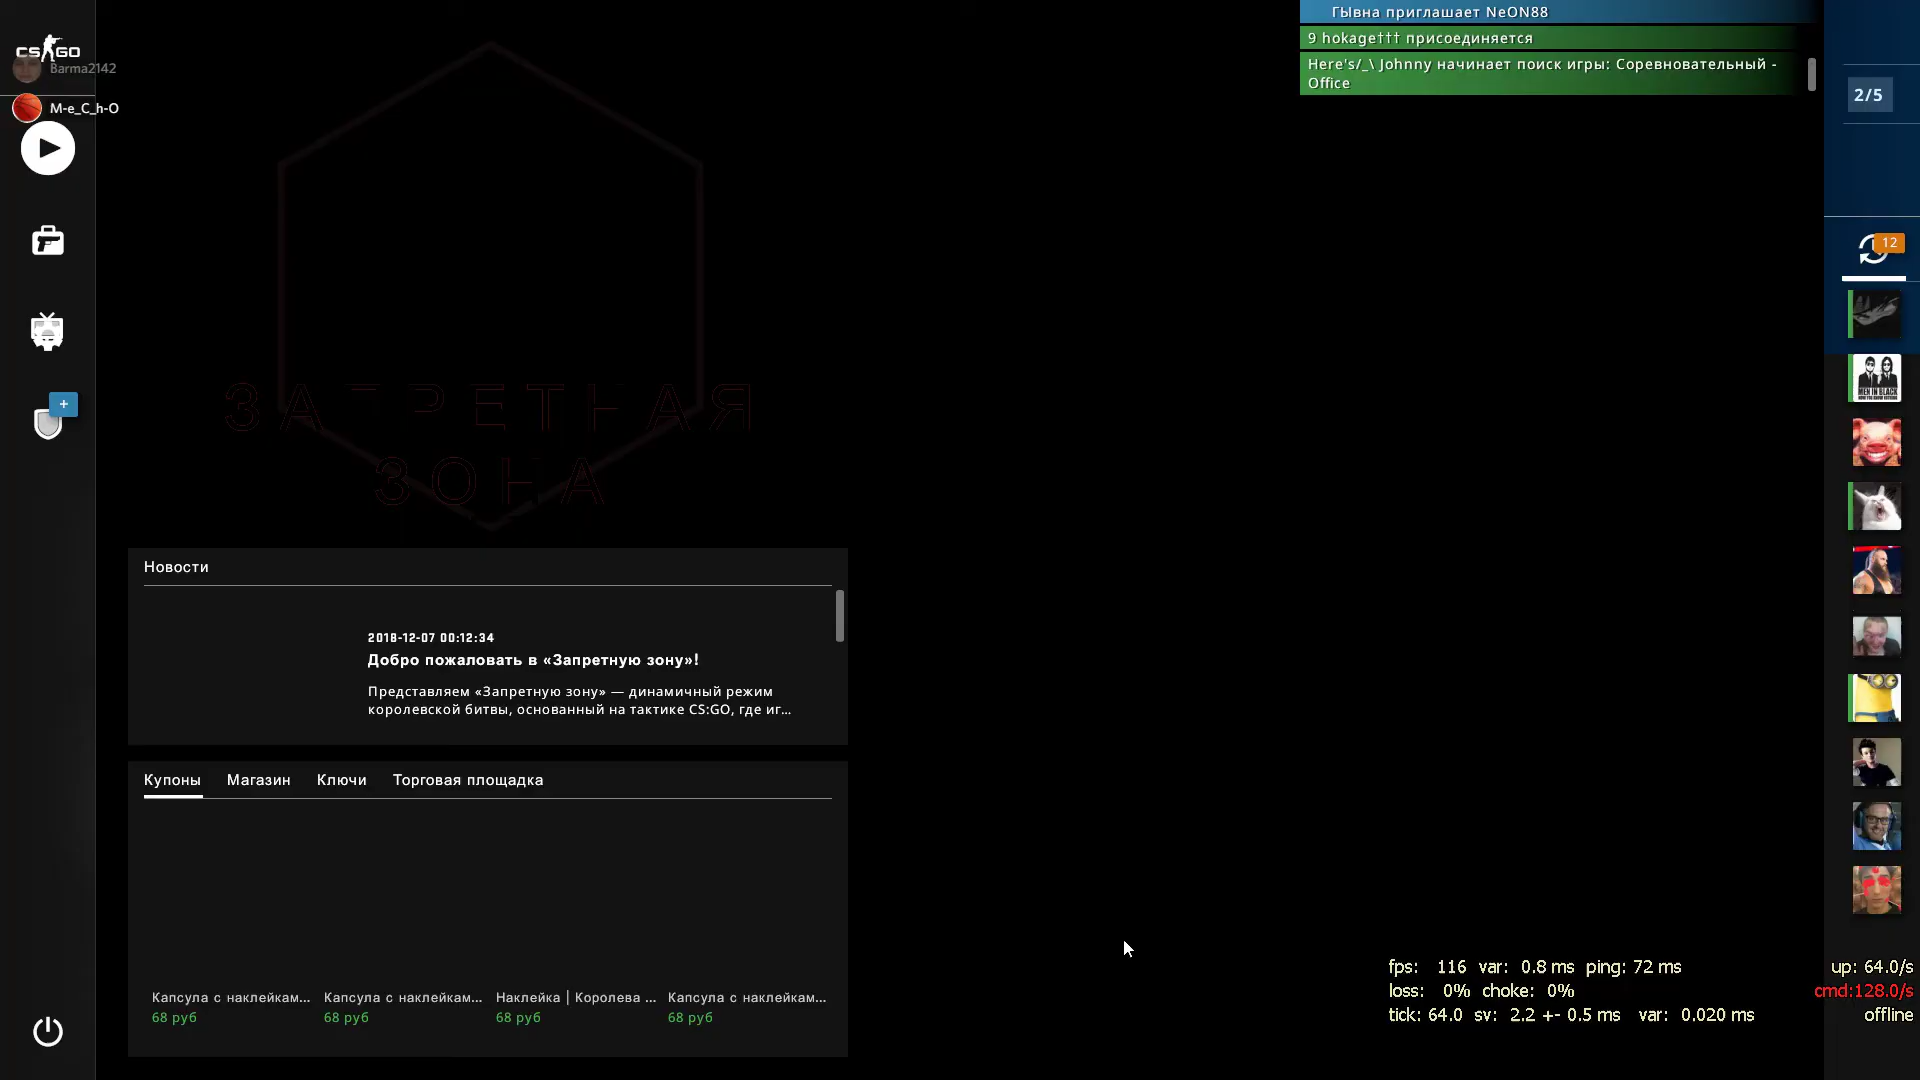 CS GO
Barma2142
M-e_C_h-O
+
ЗАПРЕТНАЯ
ЗОНА
ГЫвна приглашает NeON88
9 hokage††† присоединяется
Here's/_\ Johnny начинает поиск игры: Соревновательный -
Office
2/5
12
MEN IN BLACK
Новости
2018-12-07 00:12:34
Добро пожаловать в «Запретную зону»!
Представляем «Запретную зону» — динамичный режим
королевской битвы, основанный на тактике CS:GO, где иг...
Купоны Магазин Ключи Торговая площадка
Капсула с наклейкам... Капсула с наклейкам... Наклейка | Королева ... Капсула с наклейкам...
68 руб 68 руб 68 руб 68 руб
fps: 116 var: 0.8 ms ping: 72 ms up: 64.0/s
loss: 0% choke: 0% cmd:128.0/s
tick: 64.0 sv: 2.2 +- 0.5 ms var: 0.020 ms offline